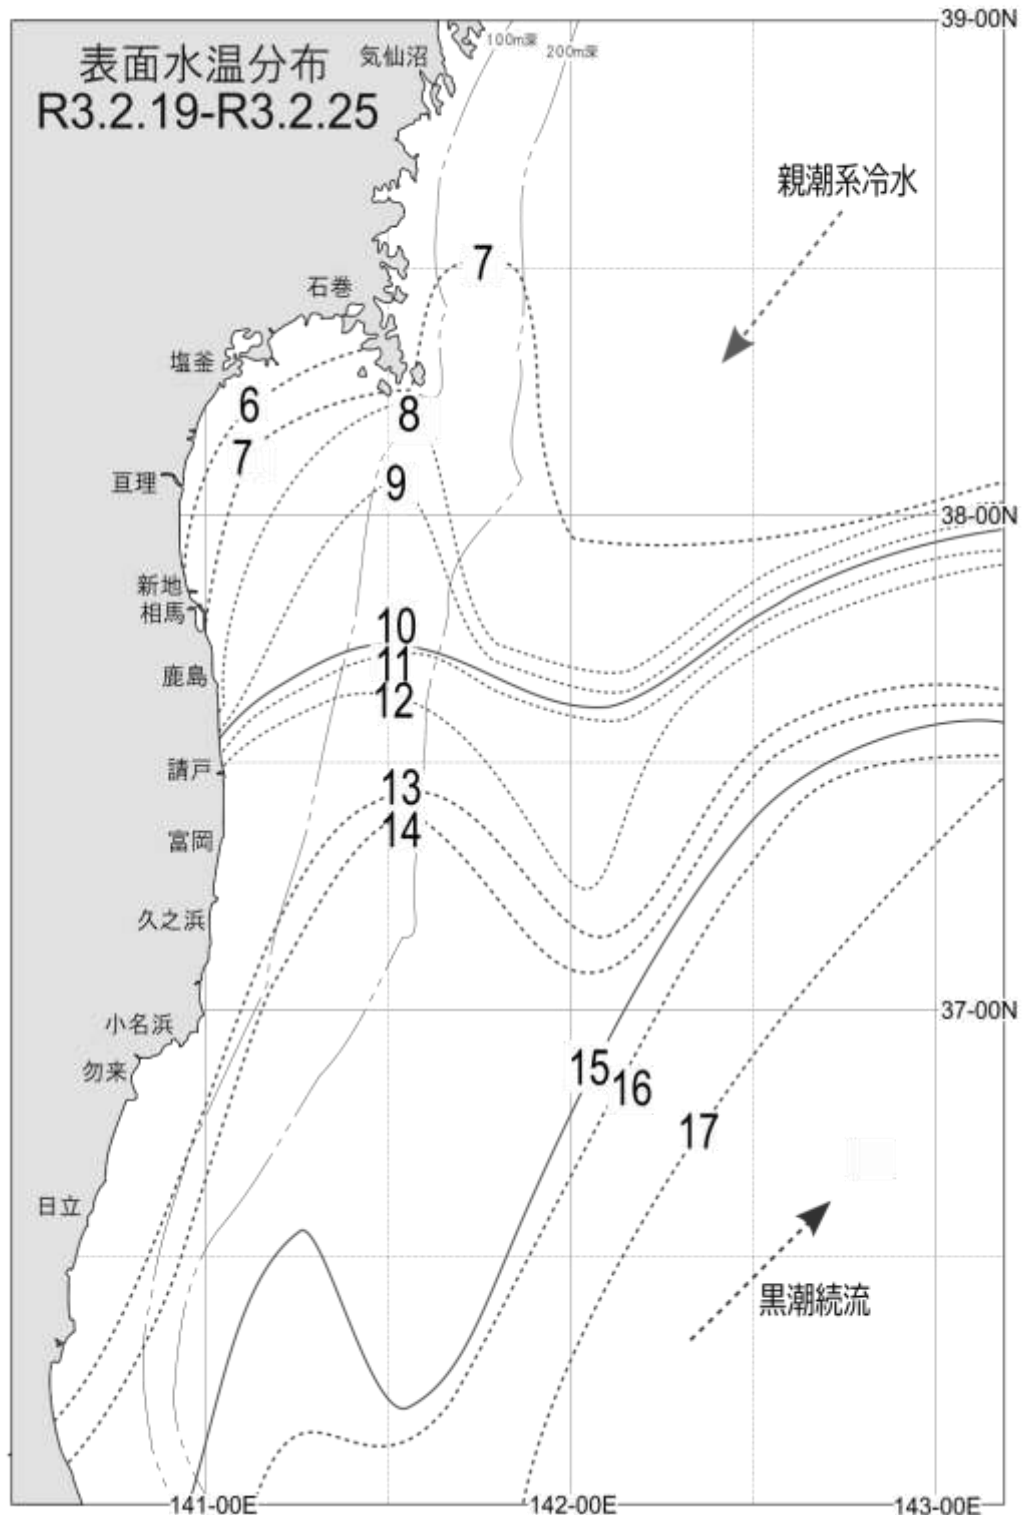 39-00N
100m深
200m深
表面水温分布
R3.2.19-R3.2.25
気仙沼
親潮系冷水
7
石巻
塩釜
6
8
7
亘理
9
38-00N
新地
相馬
10
11
鹿島
12
請戸
13
14
富岡
久之浜
37-00N
小名浜
勿来
15
16
17
日立
黒潮続流
141-00E
142-00E
143-00E